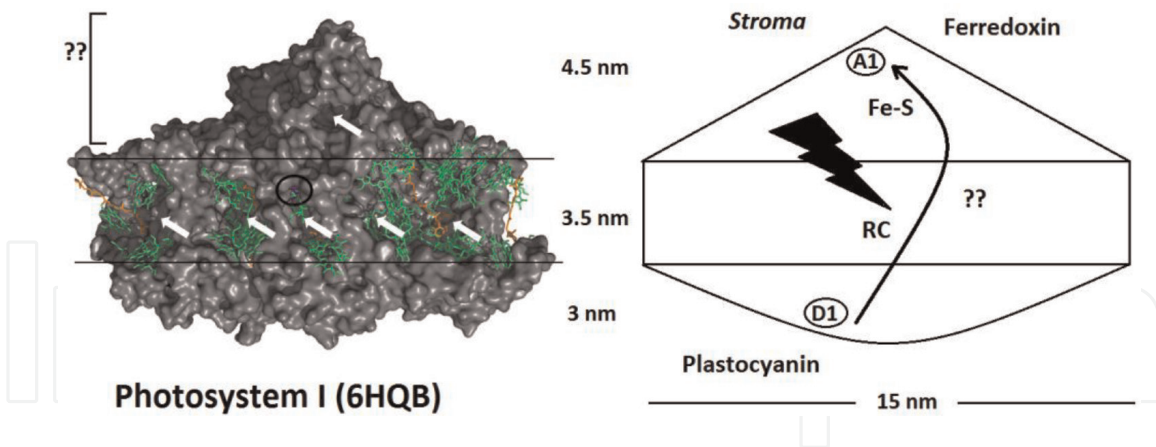 ??
Photosystem I (6HQB)
4.5 nm
3.5 nm
3 nm
Stroma
Ferredoxin
A1
Fe-S
??
RC
D1
Plastocyanin
15 nm